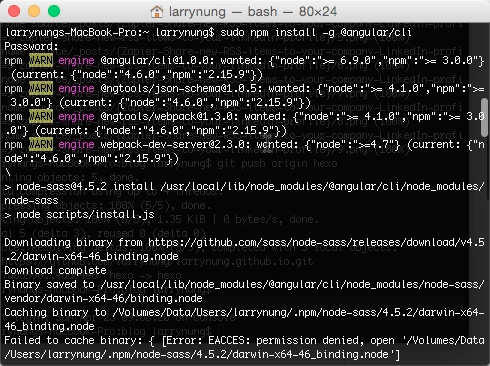 larrynung — bash — 80×24
larrynungs-MacBook-Pro:~ larrynung$ sudo npm install -g @angular/cli
Password:
npm WARN engine @angular/cli@1.0.0: wanted: {"node":">= 6.9.0","npm":">= 3.0.0"}
 (current: {"node":"4.6.0","npm":"2.15.9"})
npm WARN engine @ngtools/json-schema@1.0.5: wanted: {"node":">= 4.1.0","npm":">=
 3.0.0"} (current: {"node":"4.6.0","npm":"2.15.9"})
npm WARN engine @ngtools/webpack@1.3.0: wanted: {"node":">= 4.1.0","npm":">= 3.0
.0"} (current: {"node":"4.6.0","npm":"2.15.9"})
npm WARN engine webpack-dev-server@2.3.0: wanted: {"node":">=4.7"} (current: {"n
ode":"4.6.0","npm":"2.15.9"})
\
> node-sass@4.5.2 install /usr/local/lib/node_modules/@angular/cli/node_modules/
node-sass
> node scripts/install.js
Downloading binary from https://github.com/sass/node-sass/releases/download/v4.5
.2/darwin-x64-46_binding.node
Download complete
Binary saved to /usr/local/lib/node_modules/@angular/cli/node_modules/node-sass/
vendor/darwin-x64-46/binding.node
Caching binary to /Volumes/Data/Users/larrynung/.npm/node-sass/4.5.2/darwin-x64-
46_binding.node
Failed to cache binary: { [Error: EACCES: permission denied, open '/Volumes/Data
/Users/larrynung/.npm/node-sass/4.5.2/darwin-x64-46_binding.node']